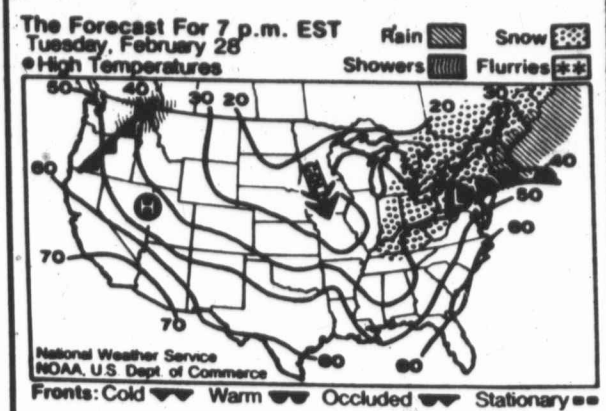 The Forecast For 7 p.m. EST
Tuesday, February 28
High Temperatures
Rain Snow
Showers Flurries
50 40 30 20 20 30
60 40
50
60
70
70
60 60
H
National Weather Service
NOAA, U.S. Dept. of Commerce
Fronts: Cold Warm Occluded Stationary